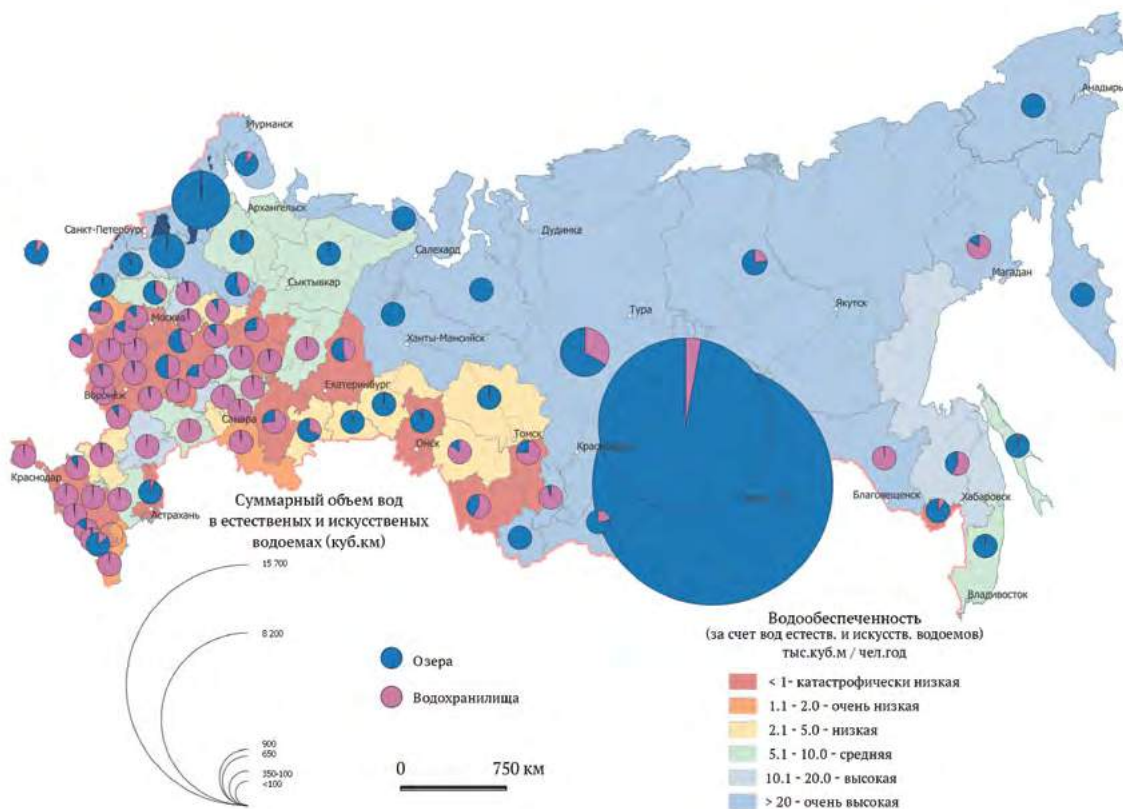 Анадырь
Мурманск
Архангельск
Санкт-Петербург
Салехард
Дудинка
Магадан
Сыктывкар
Якутск
Тура
Москва
Ханты-Мансийск
Екатеринбург
Воронеж
Самара
Омск
Томск
Красноярск
Краснодар
Астрахань
Благовещенск
Хабаровск
Владивосток
Суммарный объем вод
в естественых и искусственых
водоемах (куб.км)
15 700
8 200
900
650
350-100
<100
Озера
Водохранилища
0 750 км
Водообеспеченность
(за счет вод естеств. и искусств. водоемов)
тыс.куб.м / чел.год
< 1- катастрофически низкая
1.1 - 2.0 - очень низкая
2.1 - 5.0 - низкая
5.1 - 10.0 - средняя
10.1 - 20.0 - высокая
> 20 - очень высокая